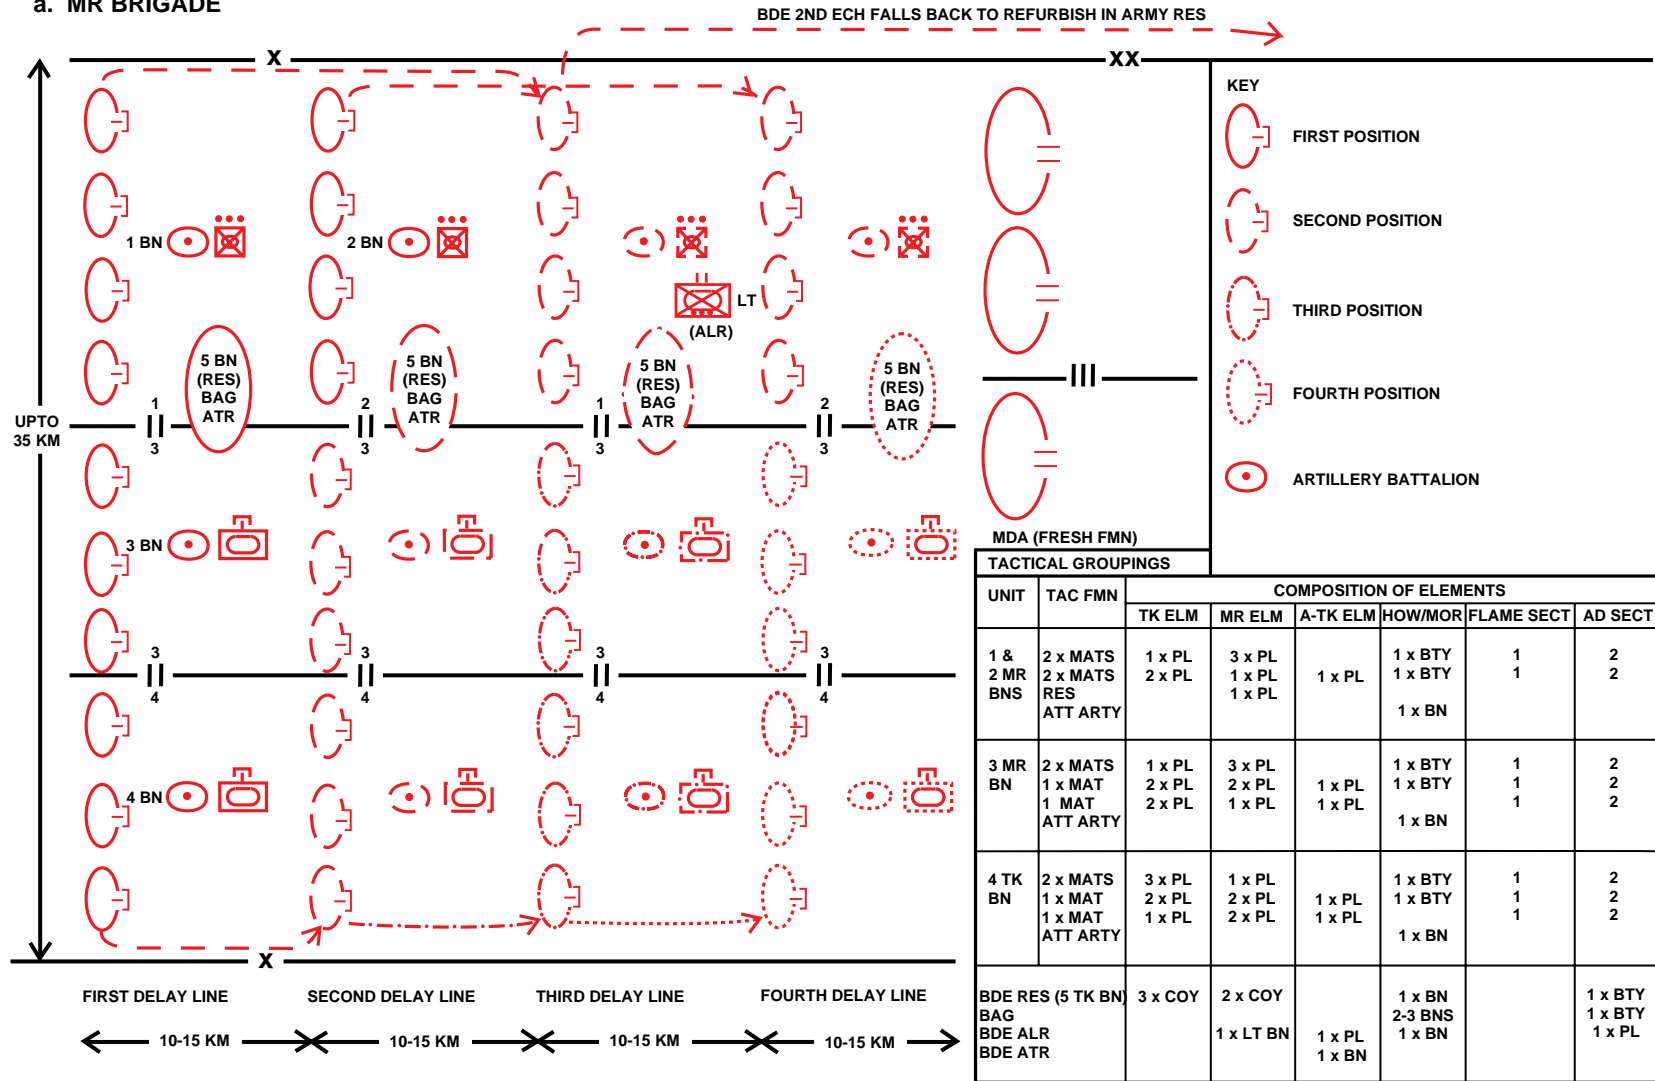 a. MR BRIGADE
BDE 2ND ECH FALLS BACK TO REFURBISH IN ARMY RES
X
XX
KEY
FIRST POSITION
SECOND POSITION
THIRD POSITION
FOURTH POSITION
ARTILLERY BATTALION
1 BN
2 BN
LT
(ALR)
5 BN
(RES)
BAG
ATR
5 BN
(RES)
BAG
ATR
5 BN
(RES)
BAG
ATR
5 BN
(RES)
BAG
ATR
UPTO
35 KM
1
3
2
3
1
3
2
3
3 BN
3
4
3
4
3
4
3
4
4 BN
X
MDA (FRESH FMN)
FIRST DELAY LINE
SECOND DELAY LINE
THIRD DELAY LINE
FOURTH DELAY LINE
10-15 KM
10-15 KM
10-15 KM
10-15 KM
TACTICAL GROUPINGS
UNIT TAC FMN COMPOSITION OF ELEMENTS
TK ELM MR ELM A-TK ELM HOW/MOR FLAME SECT AD SECT
1 & 2 x MATS 1 x PL 3 x PL 1 x BTY 1 2
2 MR 2 x MATS 2 x PL 1 x PL 1 x PL 1 x BTY 1 2
BNS RES 1 x PL
ATT ARTY 1 x BN
3 MR 2 x MATS 1 x PL 3 x PL 1 x BTY 1 2
BN 1 x MAT 2 x PL 2 x PL 1 x PL 1 x BTY 1 2
1 MAT 2 x PL 1 x PL 1 x PL 1 2
ATT ARTY 1 x BN
4 TK 2 x MATS 3 x PL 1 x PL 1 x BTY 1 2
BN 1 x MAT 2 x PL 2 x PL 1 x PL 1 x BTY 1 2
1 x MAT 1 x PL 2 x PL 1 x PL 1 2
ATT ARTY 1 x BN
BDE RES (5 TK BN) 3 x COY 2 x COY 1 x BN 1 x BTY
BAG 2-3 BNS 1 x BTY
BDE ALR 1 x LT BN 1 x PL 1 x BN 1 x PL
BDE ATR 1 x BN